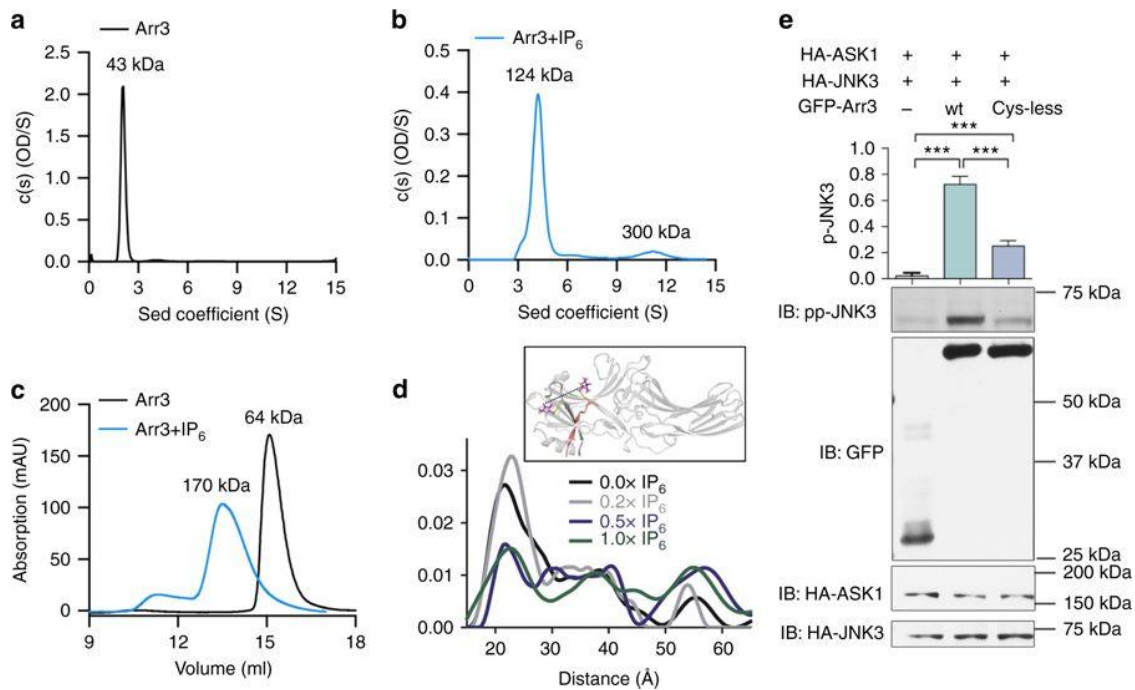 a
Arr3
43 kDa
c(s) (OD/S)
2.5
2.0
1.5
1.0
0.5
0.0
0 3 6 9 12 15
Sed coefficient (S)
b
Arr3+IP6
124 kDa
300 kDa
c(s) (OD/S)
0.5
0.4
0.3
0.2
0.1
0.0
0 3 6 9 12 15
Sed coefficient (S)
c
Arr3
Arr3+IP6
64 kDa
170 kDa
Absorption (mAU)
200
150
100
50
0
9 12 15 18
Volume (ml)
d
0.0× IP6
0.2× IP6
0.5× IP6
1.0× IP6
0.03
0.02
0.01
0.00
20 30 40 50 60
Distance (Å)
e
HA-ASK1 + + +
HA-JNK3 + + +
GFP-Arr3 – wt Cys-less
***
*** ***
p-JNK3
1.0
0.8
0.6
0.4
0.2
0.0
75 kDa
IB: pp-JNK3
50 kDa
IB: GFP
37 kDa
25 kDa
200 kDa
IB: HA-ASK1
150 kDa
75 kDa
IB: HA-JNK3